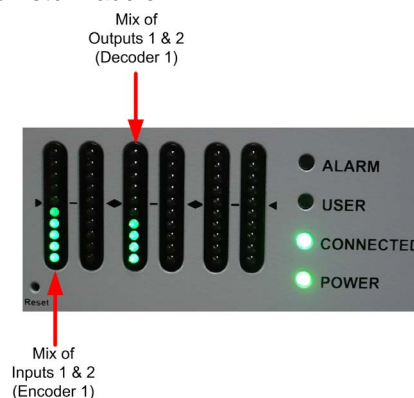 Mix of
Outputs 1 & 2
(Decoder 1)
ALARM
USER
CONNECTED
POWER
Reset
Mix of
Inputs 1 & 2
(Encoder 1)